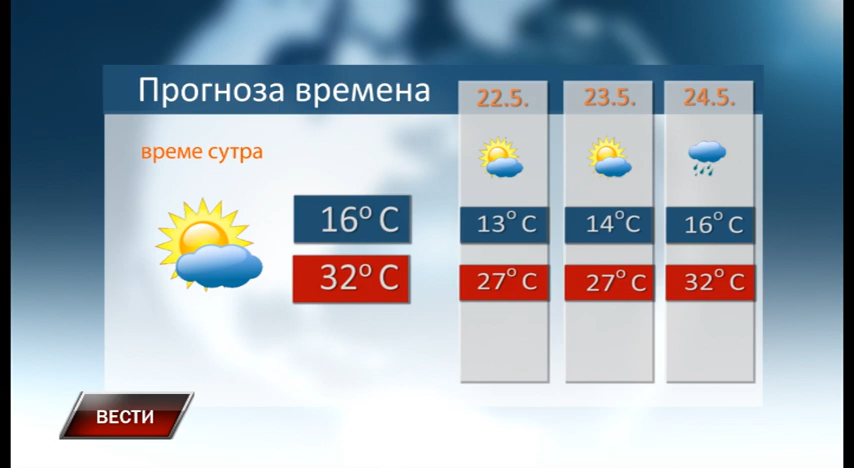 Прогноза времена
време сутра
16° C
32° C
22.5.
13° C
27° C
23.5.
14° C
27° C
24.5.
16° C
32° C
ВЕСТИ